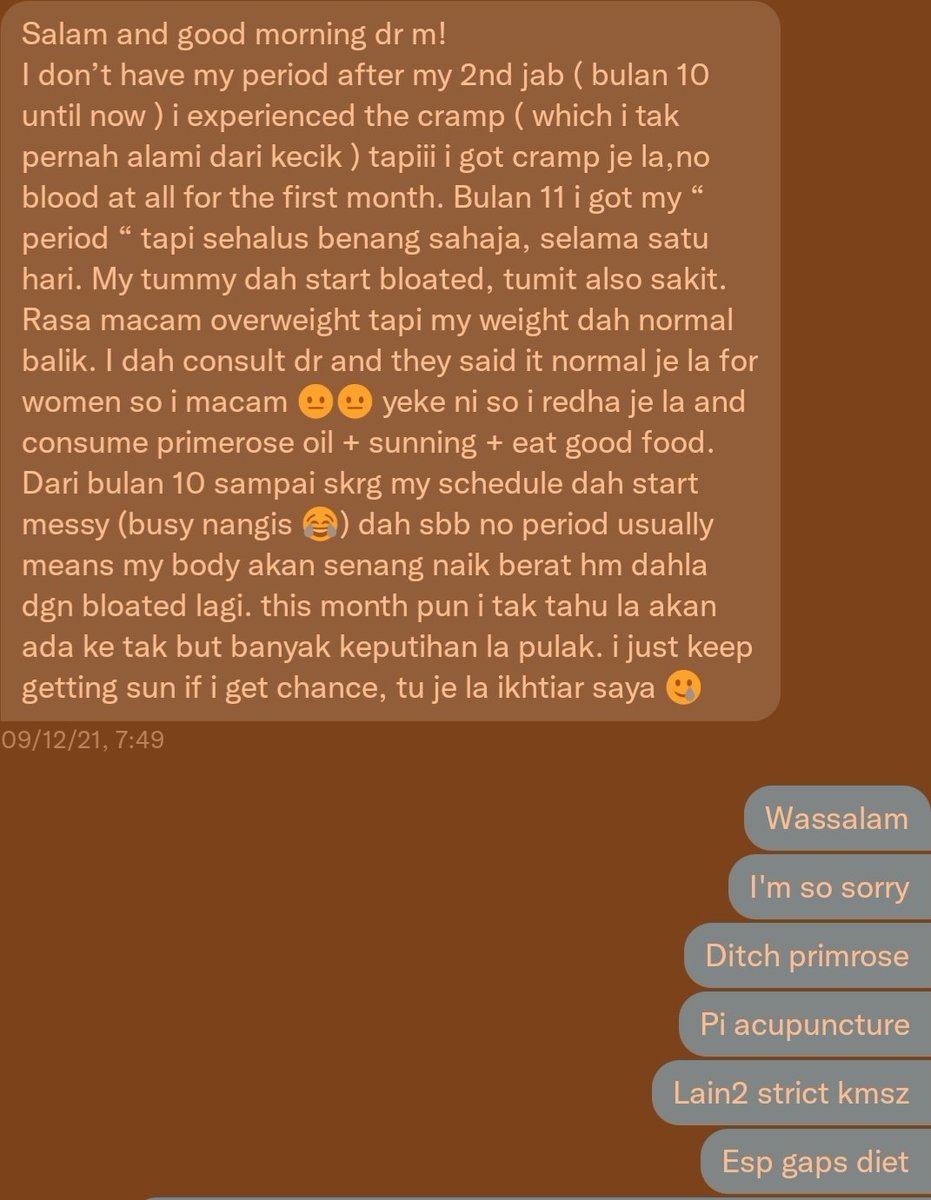 Salam and good morning dr m!
I don’t have my period after my 2nd jab ( bulan 10
until now ) i experienced the cramp ( which i tak
pernah alami dari kecik ) tapiii i got cramp je la,no
blood at all for the first month. Bulan 11 i got my “
period “ tapi sehalus benang sahaja, selama satu
hari. My tummy dah start bloated, tumit also sakit.
Rasa macam overweight tapi my weight dah normal
balik. I dah consult dr and they said it normal je la for
women so i macam 😐😐 yeke ni so i redha je la and
consume primerose oil + sunning + eat good food.
Dari bulan 10 sampai skrg my schedule dah start
messy (busy nangis 😂) dah sbb no period usually
means my body akan senang naik berat hm dahla
dgn bloated lagi. this month pun i tak tahu la akan
ada ke tak but banyak keputihan la pulak. i just keep
getting sun if i get chance, tu je la ikhtiar saya 🥲
09/12/21, 7:49
Wassalam
I'm so sorry
Ditch primrose
Pi acupuncture
Lain2 strict kmsz
Esp gaps diet